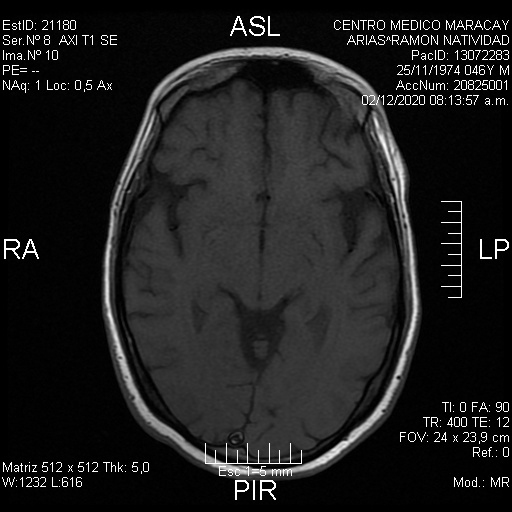 EstID: 21180
Ser.Nº 8 AXI T1 SE
Ima.Nº 10
PE= --
NAq: 1 Loc: 0,5 Ax
ASL
CENTRO MEDICO MARACAY
ARIAS^RAMON NATIVIDAD
PacID: 13072283
25/11/1974 046Y M
AccNum: 20825001
02/12/2020 08:13:57 a.m.
RA
LP
Matriz 512 x 512 Thk: 5,0
W:1232 L:616
Esc 1=5 mm
PIR
TI: 0 FA: 90
TR: 400 TE: 12
FOV: 24 x 23,9 cm
Ref.: 0
Mod.: MR